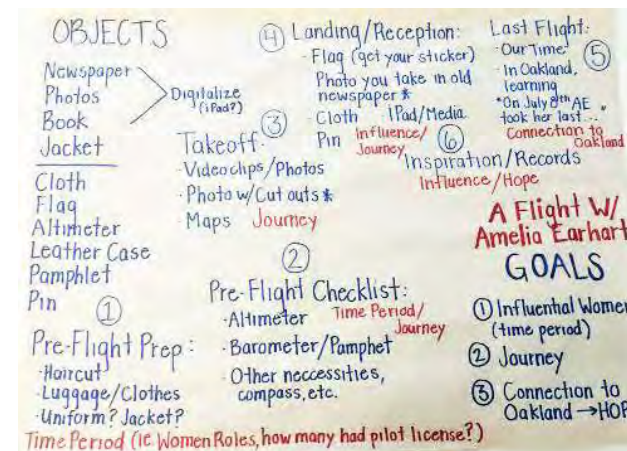 OBJECTS
Newspaper
Photos
Book
Jacket
Digitalize
(iPad?)
Cloth
Flag
Altimeter
Leather Case
Pamphlet
Pin
①
Pre-Flight Prep:
· Haircut
· Luggage/Clothes
· Uniform? Jacket?
Time Period (ie. Women Roles, how many had pilot license?)
②
Pre-Flight Checklist:
· Altimeter Time Period/
Journey
· Barometer/Pamphet
· Other neccessities,
compass, etc.
③
Takeoff:
· Video clips/Photos
· Photo w/Cut outs *
· Maps Journey
④ Landing/Reception:
· Flag (get your sticker)
Photo you take in old
newspaper *
· Cloth IPad/Media
Pin Influence/
Journey
Last Flight:
⑤
· Our Time
· In Oakland,
learning
*On July 8th AE
took her last...
Connection to
Oakland
⑥
Inspiration/Records
Influence/Hope
A Flight W/
Amelia Earhart
GOALS
① Influential Women
(time period)
② Journey
③ Connection to
Oakland → HOP